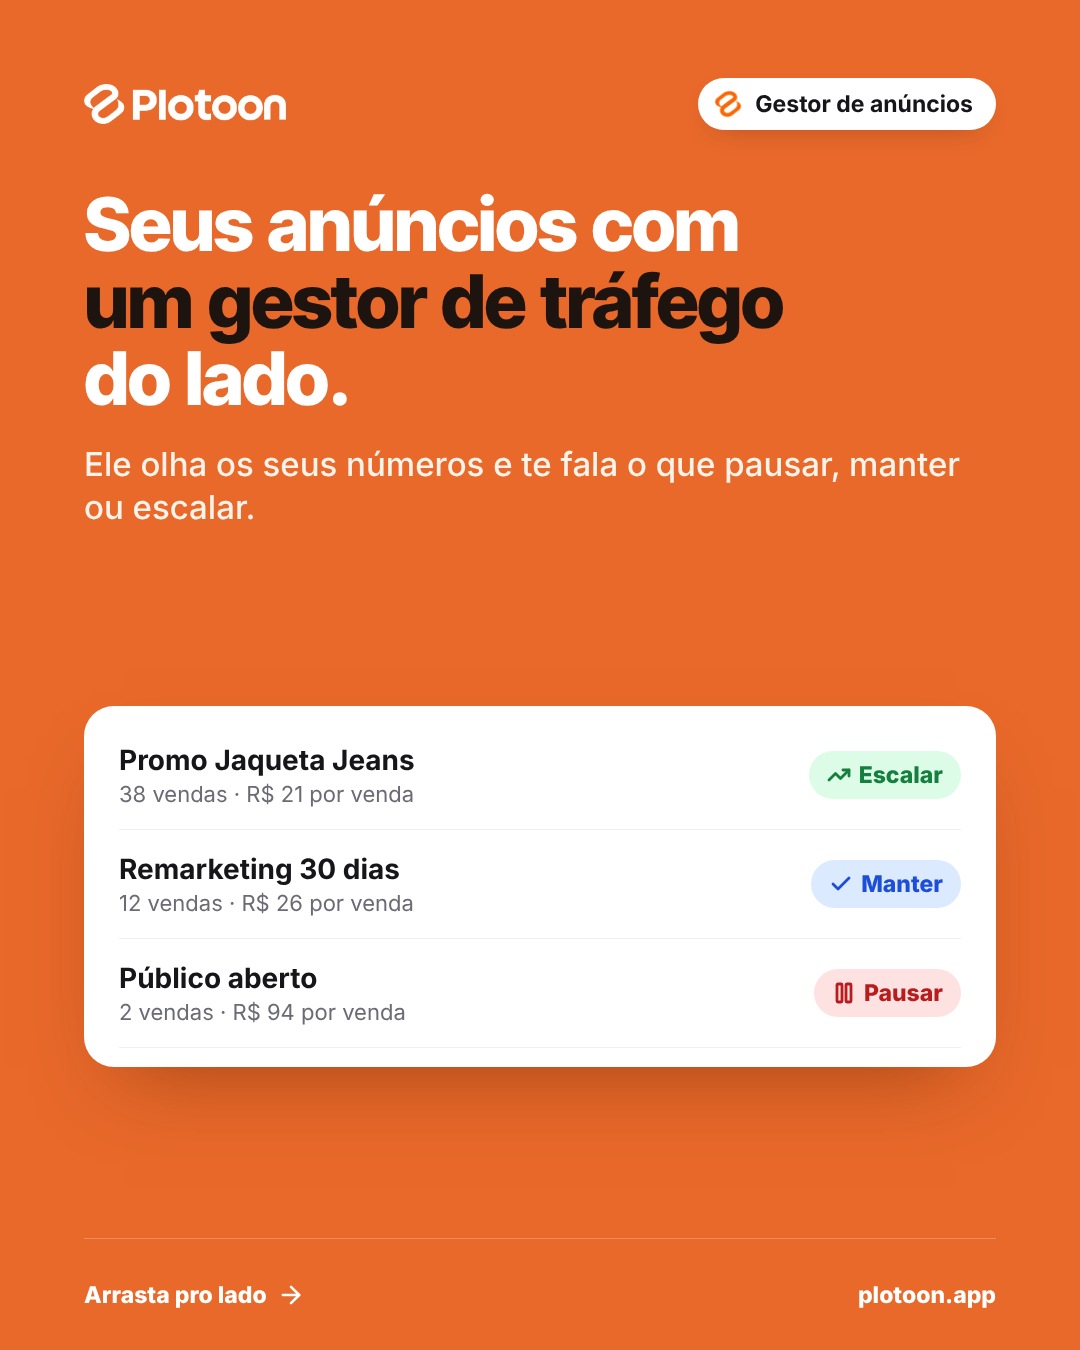 Plotoon
Gestor de anúncios
Seus anúncios com
um gestor de tráfego
do lado.
Ele olha os seus números e te fala o que pausar, manter
ou escalar.
Promo Jaqueta Jeans
38 vendas · R$ 21 por venda
Escalar
Remarketing 30 dias
12 vendas · R$ 26 por venda
Manter
Público aberto
2 vendas · R$ 94 por venda
Pausar
Arrasta pro lado →
plotoon.app